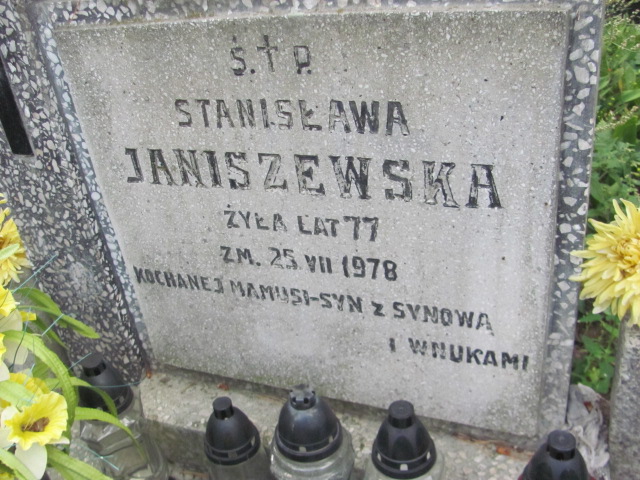 Ś. † P.
STANISŁAWA
JANISZEWSKA
ŻYŁA LAT 77
ZM. 25 VII 1978
KOCHANEJ MAMUSI-SYN z SYNOWĄ
I WNUKAMI